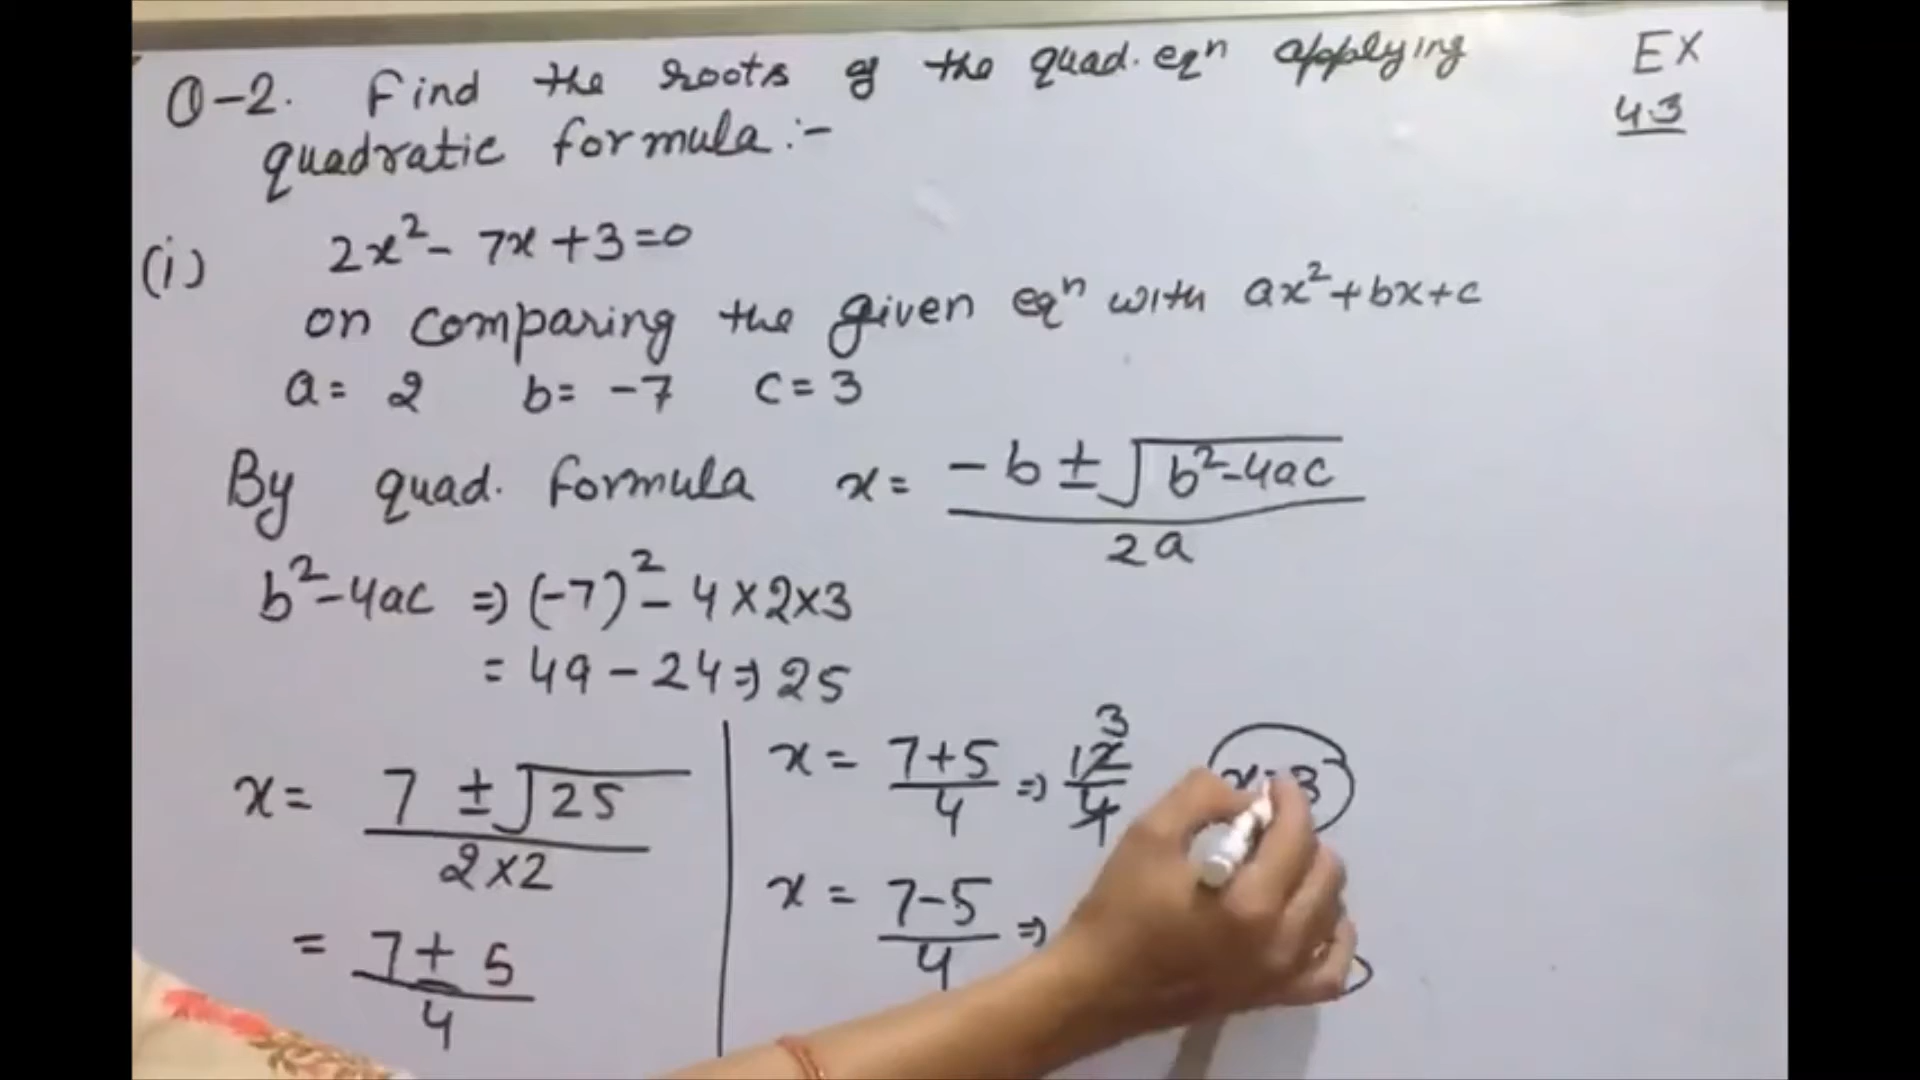 Q-2. Find the roots of the quad. eqⁿ applying
quadratic formula:-
EX
4.3
(i) 2x²- 7x+3=0
on comparing the given eqⁿ with ax²+bx+c
a= 2 b= -7 c=3
By quad. formula x= -b±√b²-4ac / 2a
b²-4ac ⇒ (-7)²- 4×2×3
= 49-24⇒25
x= 7 ±√25 / 2×2
= 7± 5 / 4
x= 7+5 / 4 ⇒ 12 / 4 3 x=3
x= 7-5 / 4 ⇒